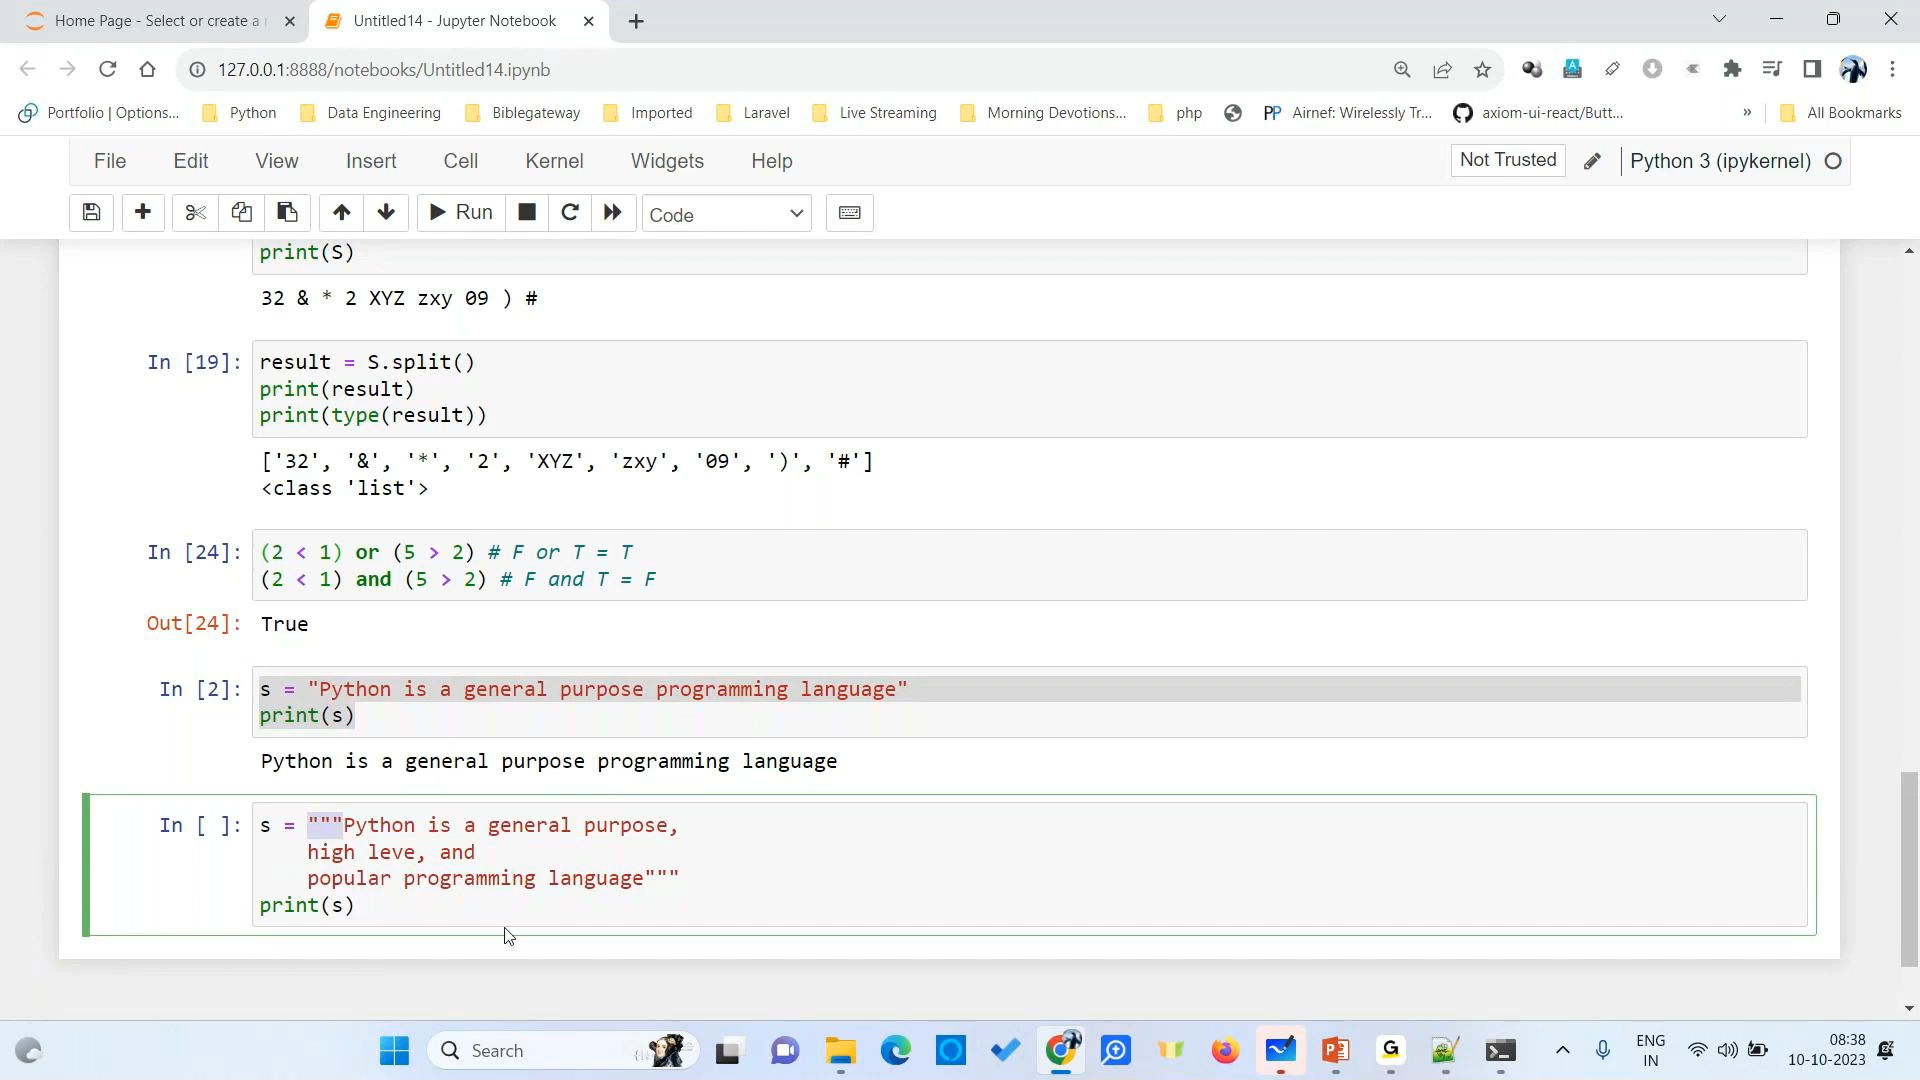 Home Page - Select or create a
Untitled14 - Jupyter Notebook
127.0.0.1:8888/notebooks/Untitled14.ipynb
Portfolio | Options...
Python
Data Engineering
Biblegateway
Imported
Laravel
Live Streaming
Morning Devotions...
php
PP Airnef: Wirelessly Tr...
axiom-ui-react/Butt...
»
All Bookmarks
File Edit View Insert Cell Kernel Widgets Help
Not Trusted
Python 3 (ipykernel)
Run
Code
print(S)
32 & * 2 XYZ zxy 09 ) #
In [19]: result = S.split()
print(result)
print(type(result))
['32', '&', '*', '2', 'XYZ', 'zxy', '09', ')', '#']
<class 'list'>
In [24]: (2 < 1) or (5 > 2) # F or T = T
(2 < 1) and (5 > 2) # F and T = F
Out[24]: True
In [2]: s = "Python is a general purpose programming language"
print(s)
Python is a general purpose programming language
In [ ]: s = """Python is a general purpose,
high leve, and
popular programming language"""
print(s)
Search
ENG
IN
08:38
10-10-2023